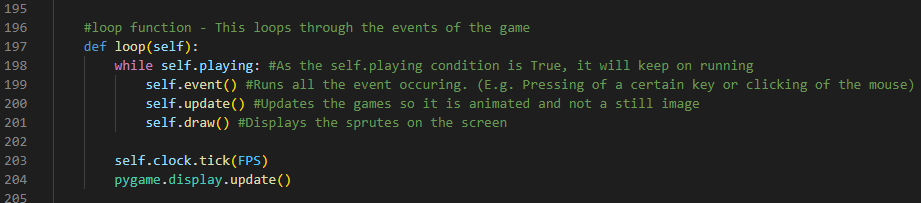 195
196 #loop function - This loops through the events of the game
197 def loop(self):
198 while self.playing: #As the self.playing condition is True, it will keep on running
199 self.event() #Runs all the event occuring. (E.g. Pressing of a certain key or clicking of the mouse)
200 self.update() #Updates the games so it is animated and not a still image
201 self.draw() #Displays the sprutes on the screen
202
203 self.clock.tick(FPS)
204 pygame.display.update()
205